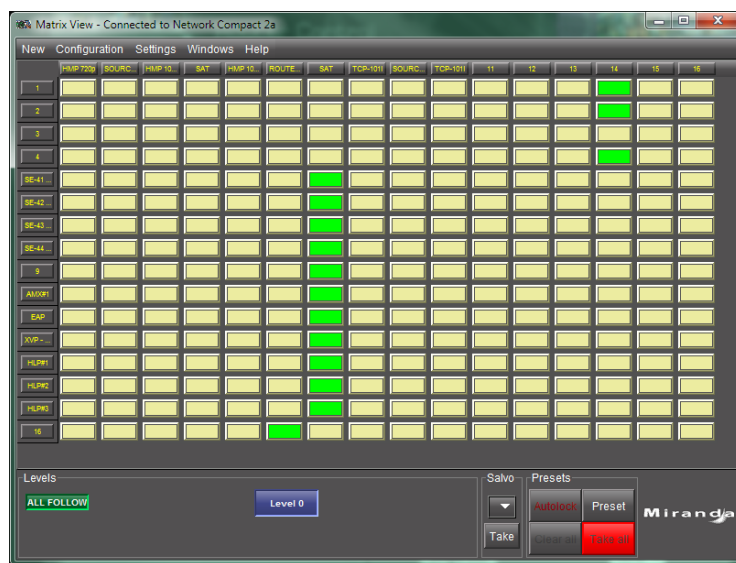 Matrix View - Connected to Network Compact 2a
New Configuration Settings Windows Help
HMP 720p SOURC... HMP 10... SAT HMP 10... ROUTE... SAT TCP-101I SOURC... TCP-101I 11 12 13 14 15 16
1
2
3
4
SE-41 ...
SE-42 ...
SE-43 ...
SE-44 ...
9
AMX#1
EAP
XVP - ...
HLP#1
HLP#2
HLP#3
16
Levels Salvo Presets
ALL FOLLOW Level 0 Autolock Preset
Miranda
Take Clear all Take all